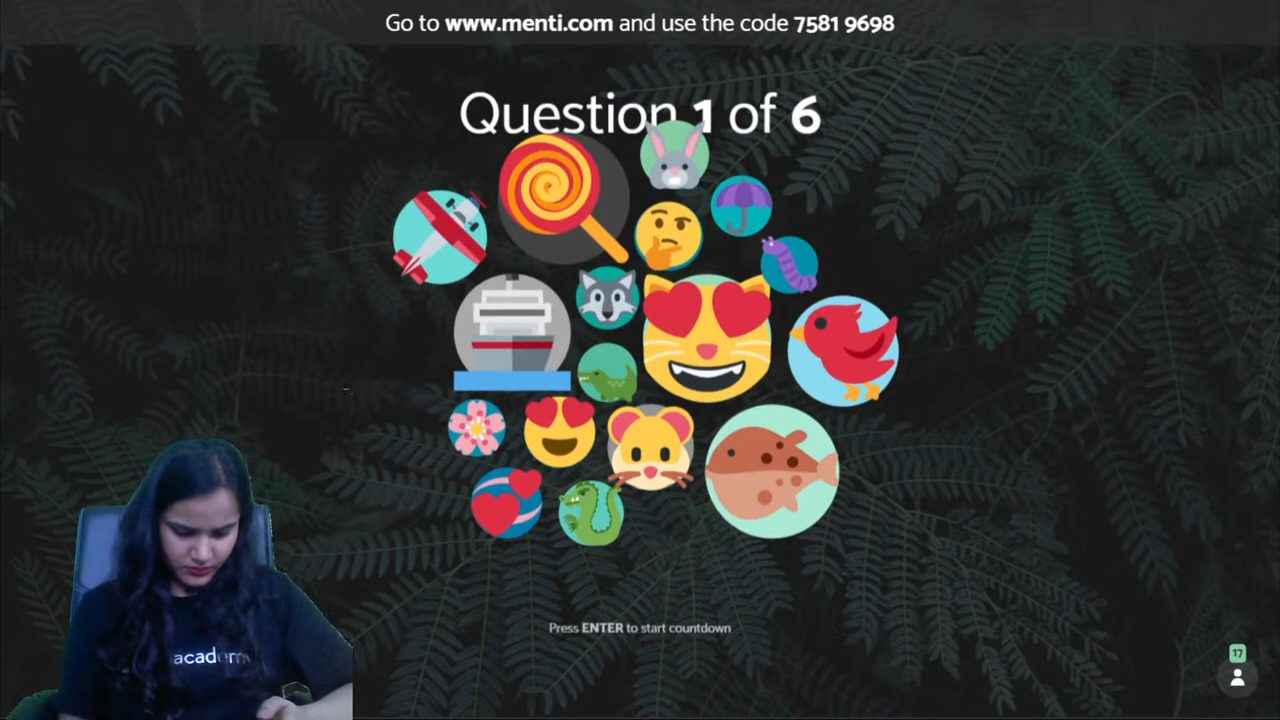 Go to www.menti.com and use the code 7581 9698
Question 1 of 6
Press ENTER to start countdown
17